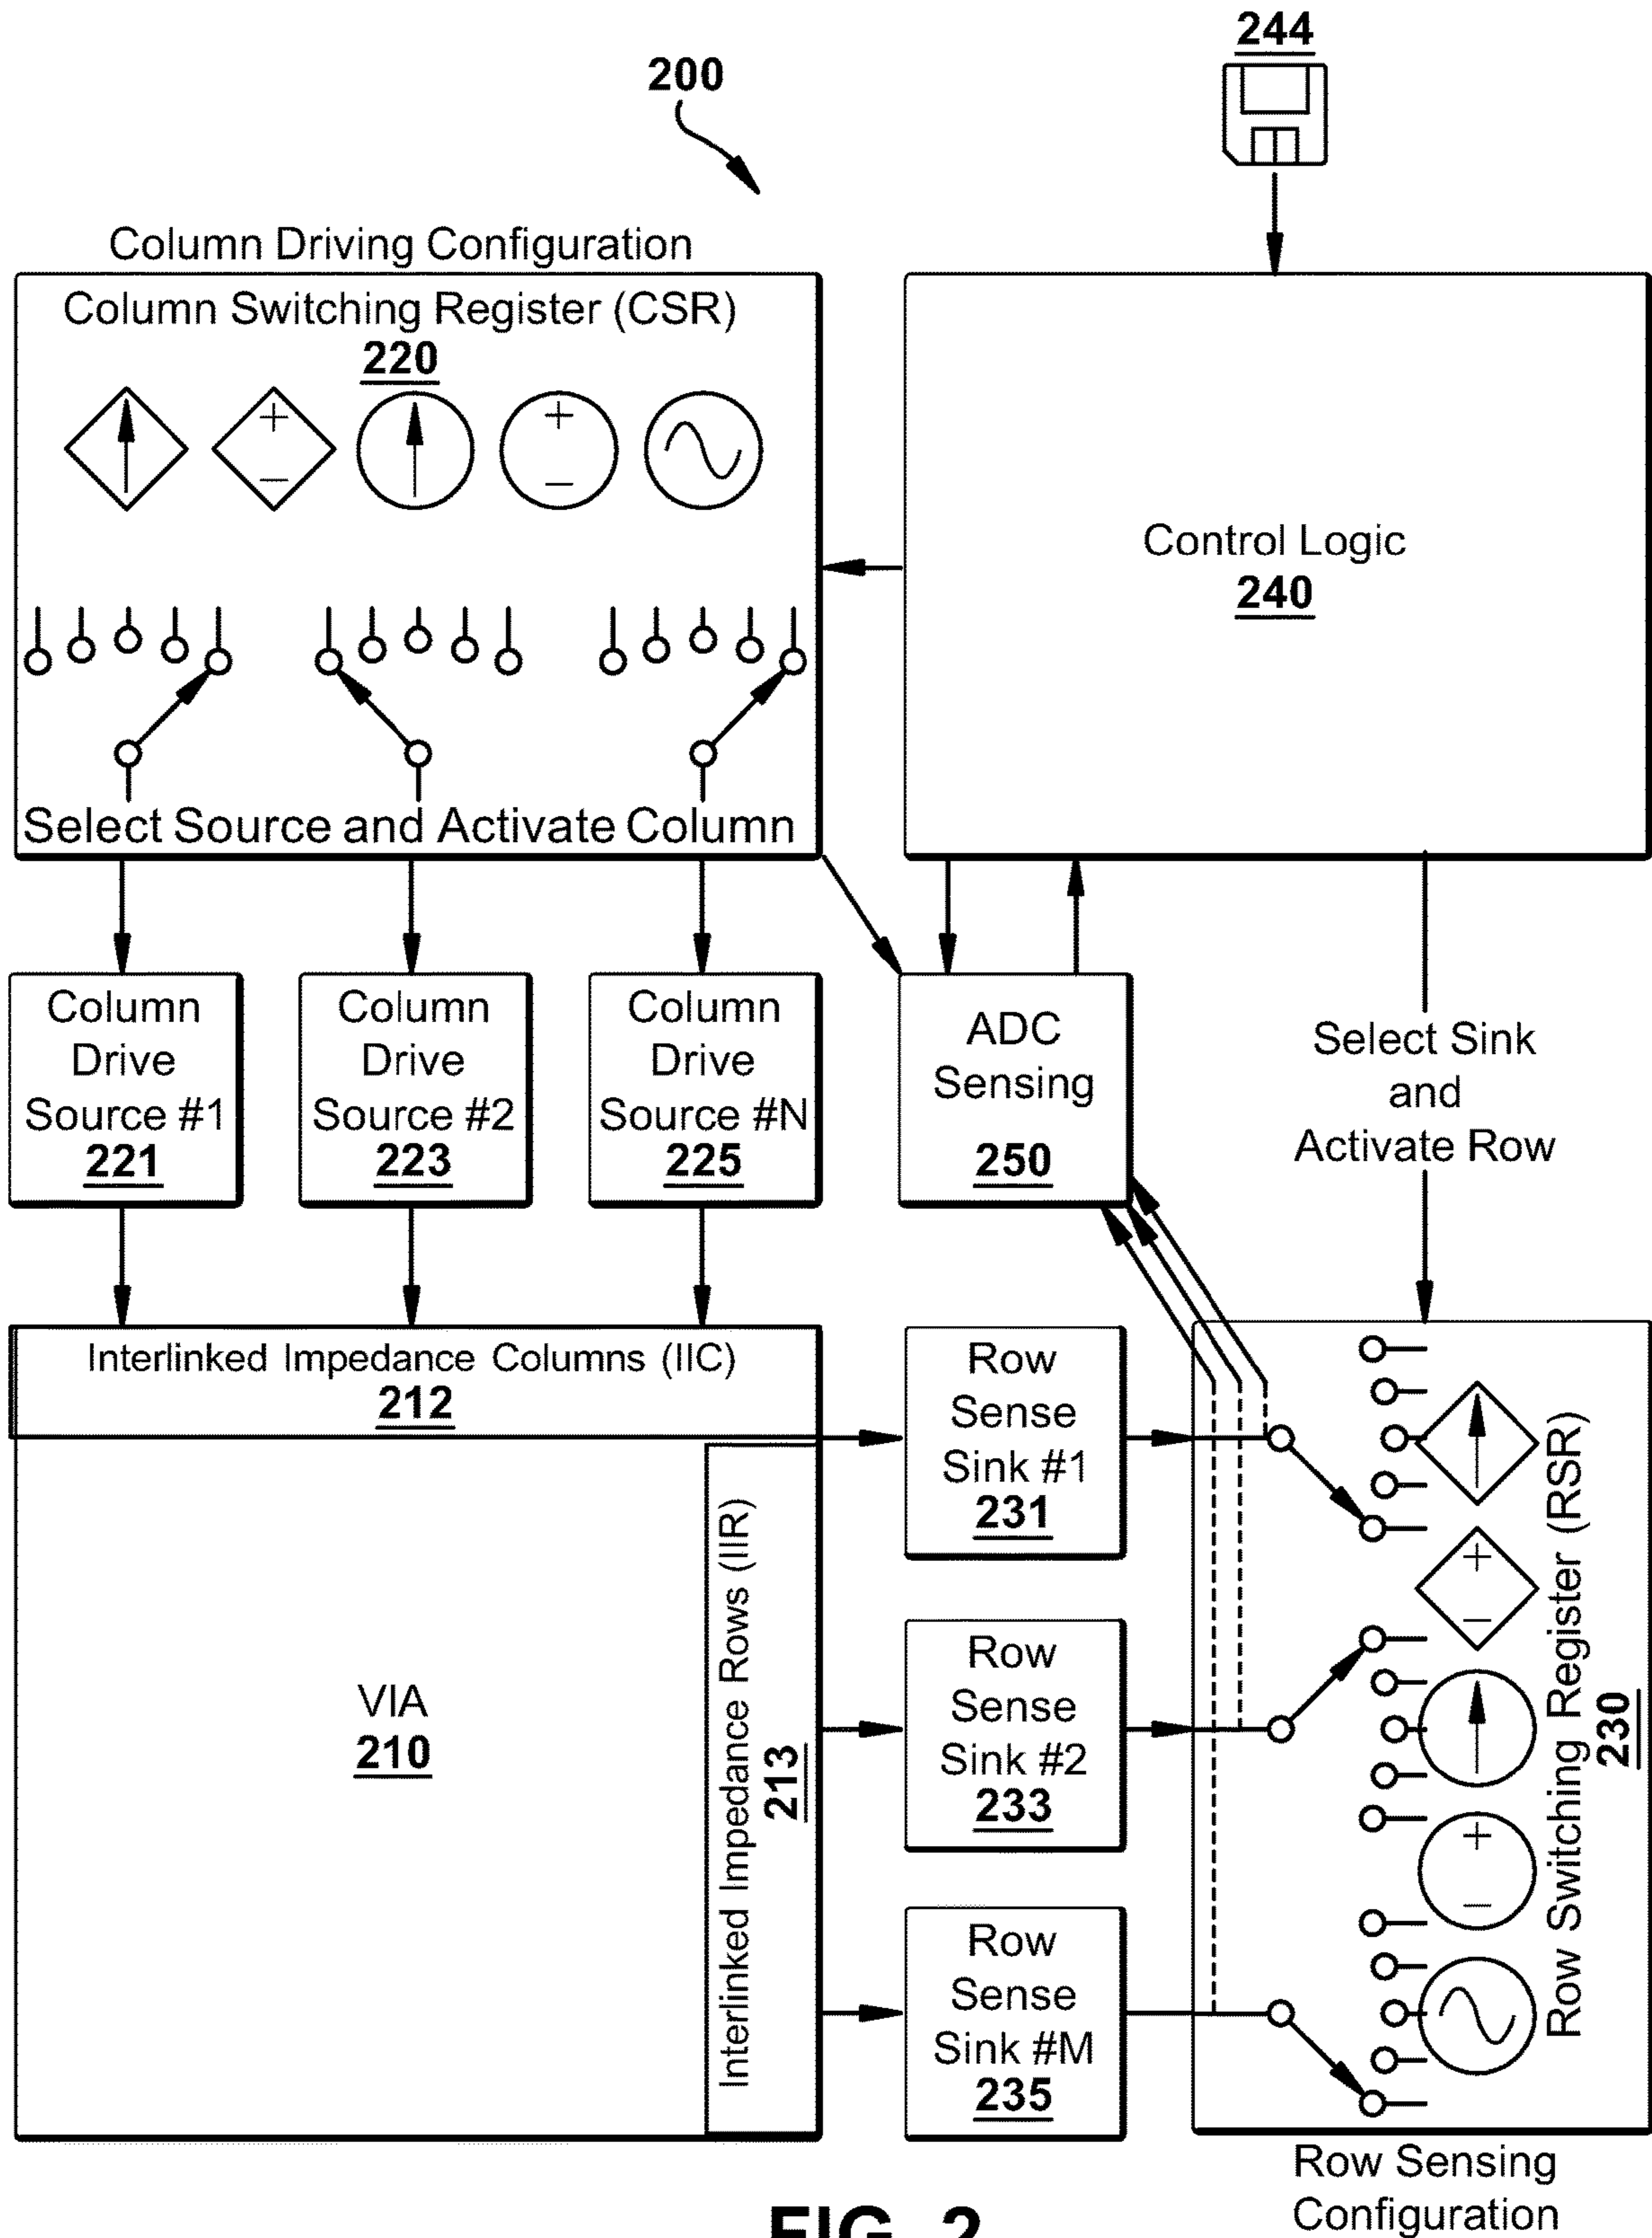 200
244
Column Driving Configuration
Column Switching Register (CSR)
220
+
−
+
−
Select Source and Activate Column
Control Logic
240
Column
Drive
Source #1
221
Column
Drive
Source #2
223
Column
Drive
Source #N
225
ADC
Sensing
250
Select Sink
and
Activate Row
Interlinked Impedance Columns (IIC)
212
VIA
210
Interlinked Impedance Rows (IIR)
213
Row
Sense
Sink #1
231
Row
Sense
Sink #2
233
Row
Sense
Sink #M
235
+
−
+
−
Row Switching Register (RSR)
230
Row Sensing
Configuration
FIG. 2